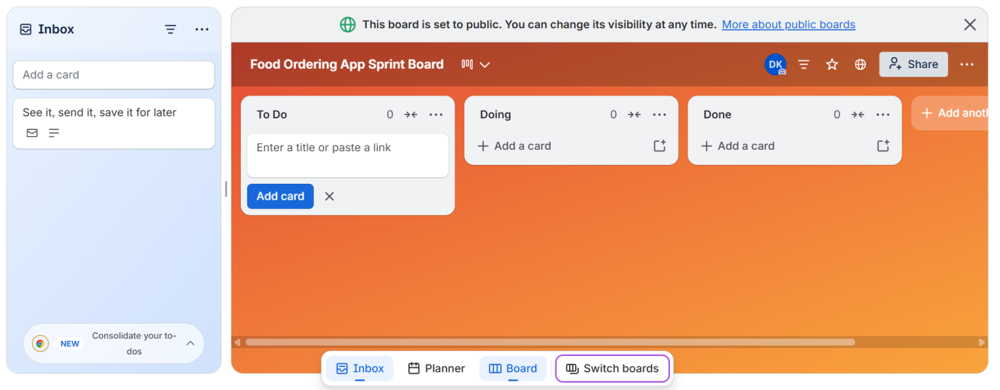 Inbox
Add a card
See it, send it, save it for later
NEW
Consolidate your to-
dos
This board is set to public. You can change its visibility at any time. More about public boards
Food Ordering App Sprint Board
DK
Share
To Do
0
Enter a title or paste a link
Add card
Doing
0
Add a card
Done
0
Add a card
Add anot
Inbox
Planner
Board
Switch boards